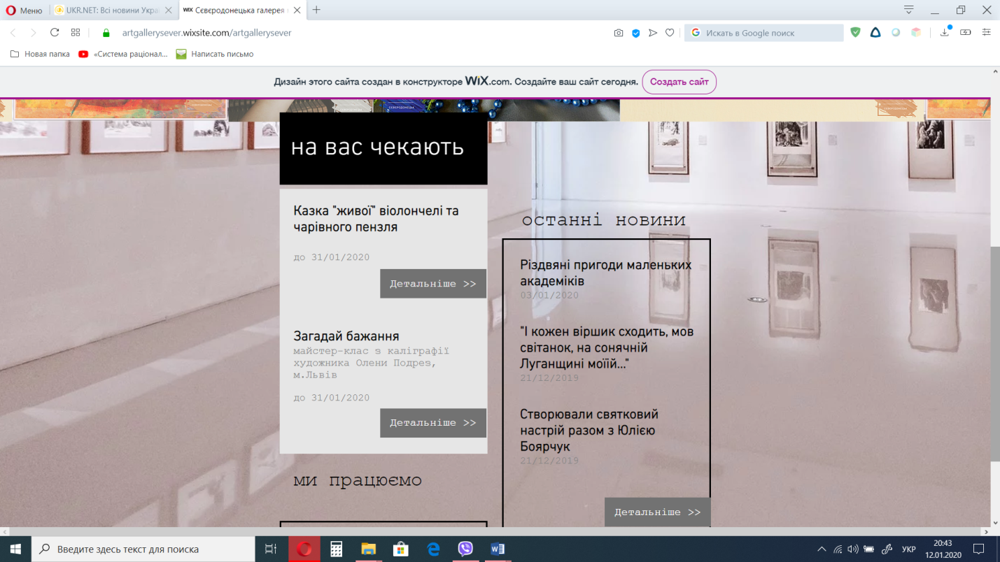 Меню
UKR.NET: Всі новини Украї
WiX Сєвєродонецька галерея
artgallerysever.wixsite.com/artgallerysever
Искать в Google поиск
Новая папка
«Система раціонал...
Написать письмо
Дизайн этого сайта создан в конструкторе WiX.com. Создайте ваш сайт сегодня.
Создать сайт
на вас чекають
Казка "живої" віолончелі та
чарівного пензля
до 31/01/2020
Детальніше >>
Загадай бажання
майстер-клас з каліграфії
художника Олени Подрез,
м.Львів
до 31/01/2020
Детальніше >>
ми працюємо
останні новини
Різдвяні пригоди маленьких
академіків
03/01/2020
"І кожен віршик сходить, мов
світанок, на сонячній
Луганщині моїй..."
21/12/2019
Створювали святковий
настрій разом з Юлією
Боярчук
21/12/2019
Детальніше >>
Введите здесь текст для поиска
УКР
20:43
12.01.2020